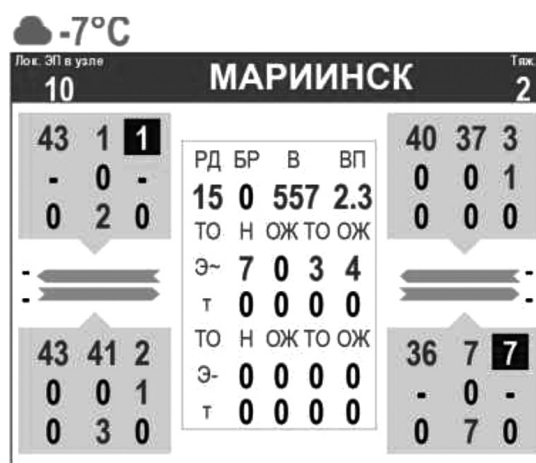 -7°C
Лок. ЭП в узле
10
МАРИИНСК
Тяж.
2
43 1 1
- 0 -
0 2 0
РД БР В ВП
15 0 557 2.3
ТО Н ОЖ ТО ОЖ
Э~ 7 0 3 4
т 0 0 0 0
ТО Н ОЖ ТО ОЖ
Э- 0 0 0 0
т 0 0 0 0
40 37 3
0 0 1
0 0 0
-
-
-
-
43 41 2
0 0 1
0 3 0
36 7 7
- 0 -
0 7 0